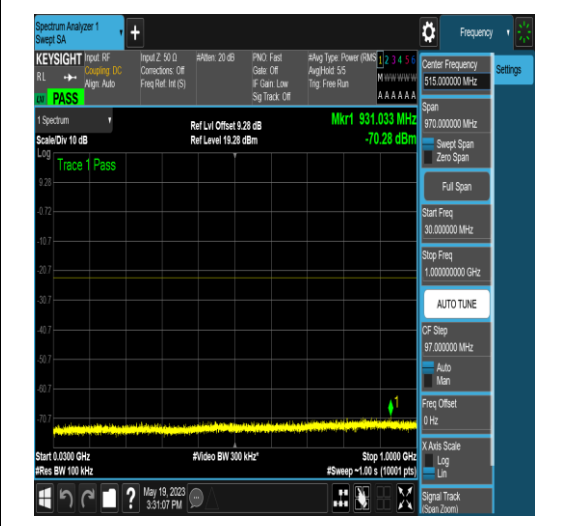 Spectrum Analyzer 1
Swept SA
+
Frequency
KEYSIGHT
RL
PASS
Input: RF
Coupling: DC
Align: Auto
Input Z: 50 Ω
Corrections: Off
Freq Ref: Int (S)
#Atten: 20 dB
PNO: Fast
Gate: Off
IF Gain: Low
Sig Track: Off
#Avg Type: Power (RMS
Avg|Hold: 5/5
Trig: Free Run
1 2 3 4 5 6
M W W W W W
A A A A A A
1 Spectrum
Scale/Div 10 dB
Ref Lvl Offset 9.28 dB
Ref Level 19.28 dBm
Mkr1 931.033 MHz
-70.28 dBm
Log
Trace 1 Pass
9.28
-0.72
-10.7
-20.7
-30.7
-40.7
-50.7
-60.7
-70.7
1
Start 0.0300 GHz
#Res BW 100 kHz
#Video BW 300 kHz*
Stop 1.0000 GHz
#Sweep ~1.00 s (10001 pts)
May 19, 2023
3:31:07 PM
Center Frequency
515.000000 MHz
Span
970.000000 MHz
Swept Span
Zero Span
Full Span
Start Freq
30.000000 MHz
Stop Freq
1.000000000 GHz
AUTO TUNE
CF Step
97.000000 MHz
Auto
Man
Freq Offset
0 Hz
X Axis Scale
Log
Lin
Signal Track
(Span Zoom)
Settings